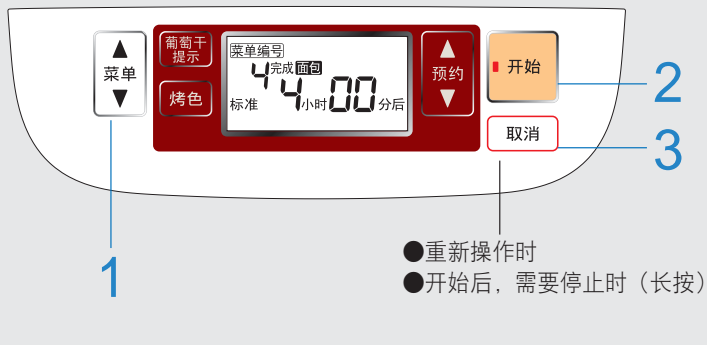 ▲
菜单
▼
葡萄干
提示
烤色
菜单编号
4 完成 面包
标准 4小时00分后
▲
预约
▼
开始
取消
1
2
3
●重新操作时
●开始后，需要停止时（长按）